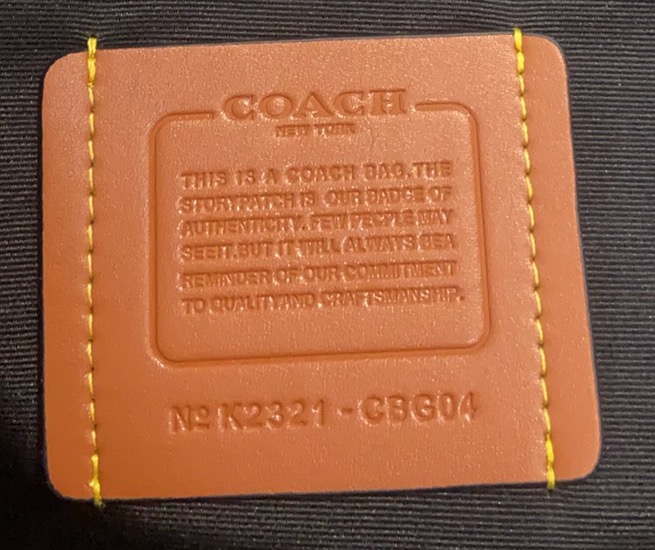 COACH
NEW YORK
THIS IS A COACH BAG.THE
STORYPATCH IS OUR BADGE OF
AUTHENTICITY. FEW PEOPLE MAY
SEE IT.BUT IT WILL ALWAYS BE A
REMINDER OF OUR COMMITMENT
TO QUALITY AND CRAFTSMANSHIP.
Nº K2321 - CBG04